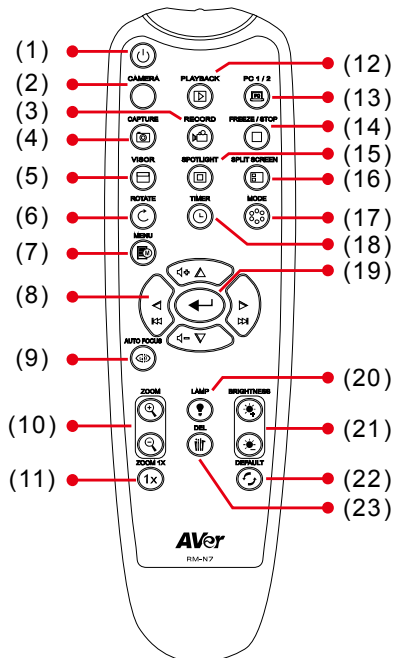 (1)
(2)
(3)
(4)
(5)
(6)
(7)
(8)
(9)
(10)
(11)
CAMERA PLAYBACK PC 1 / 2
PG
CAPTURE RECORD FREEZE / STOP
VISOR SPOTLIGHT SPLIT SCREEN
ROTATE TIMER MODE
MENU
M
AUTO FOCUS
ZOOM LAMP BRIGHTNESS
DEL
ZOOM 1X DEFAULT
1x
AVer
RM-N7
(12)
(13)
(14)
(15)
(16)
(17)
(18)
(19)
(20)
(21)
(22)
(23)